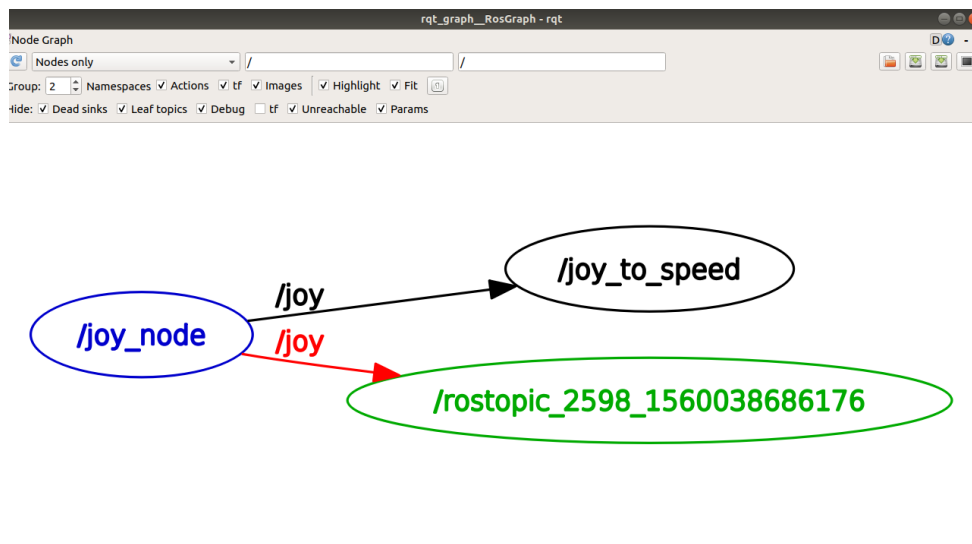 rqt_graph__RosGraph - rqt
Node Graph
D ? -
Nodes only / /
Group: 2 Namespaces Actions tf Images Highlight Fit
Hide: Dead sinks Leaf topics Debug tf Unreachable Params
/joy_to_speed
/joy
/joy_node
/joy
/rostopic_2598_1560038686176